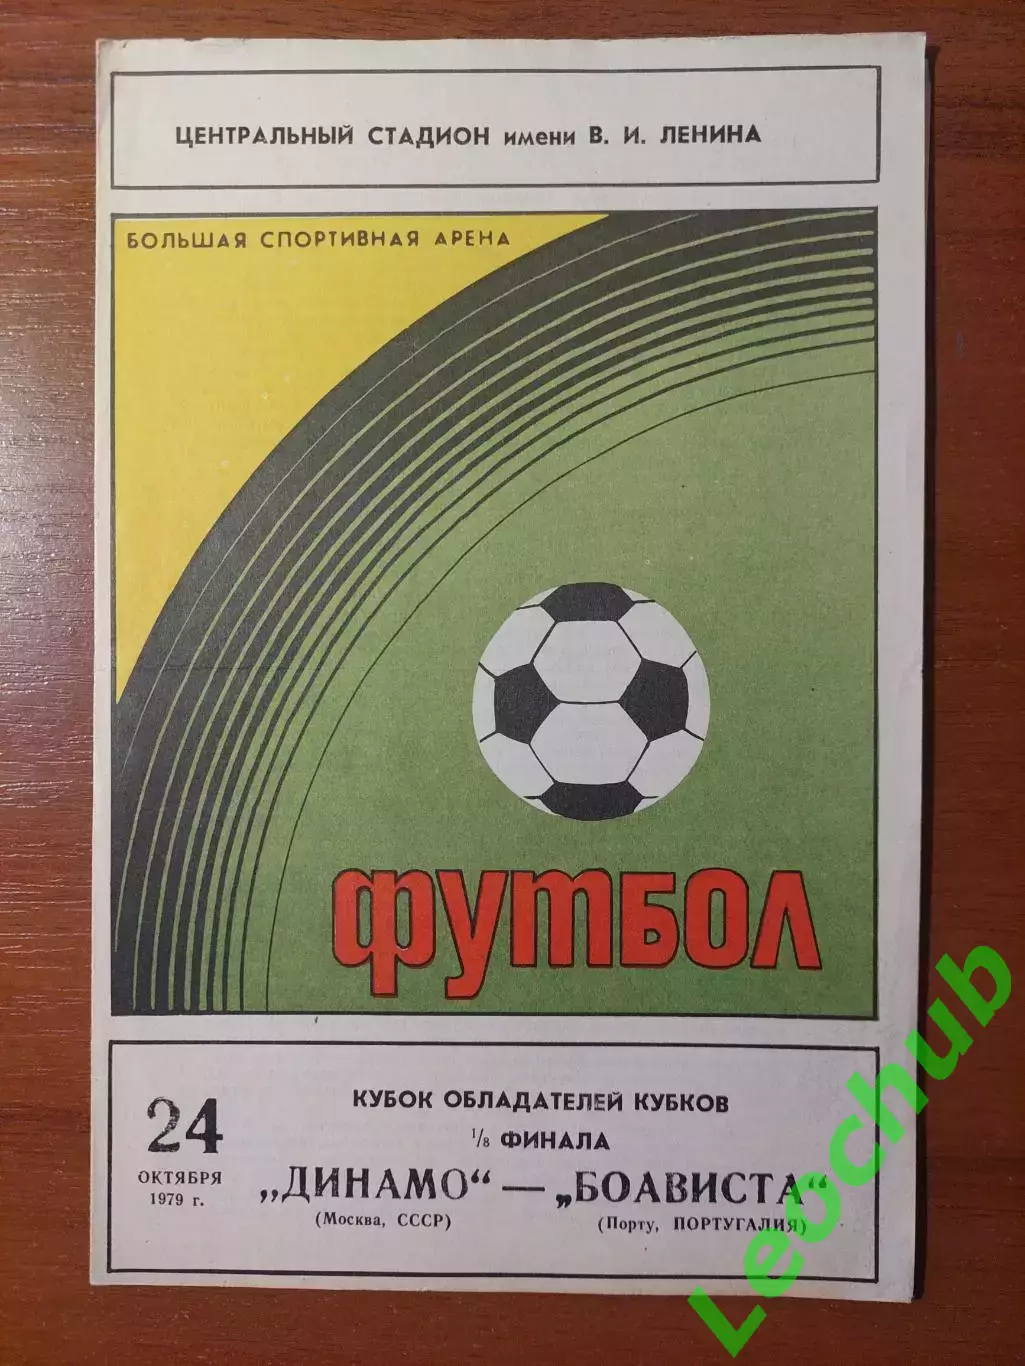 ЦЕНТРАЛЬНЫЙ СТАДИОН имени В. И. ЛЕНИНА
БОЛЬШАЯ СПОРТИВНАЯ АРЕНА
ФУТБОЛ
24
ОКТЯБРЯ
1979 г.
КУБОК ОБЛАДАТЕЛЕЙ КУБКОВ
1/8 ФИНАЛА
„ДИНАМО“ — „БОАВИСТА“
(Москва, СССР) (Порту, ПОРТУГАЛИЯ)
Leochub